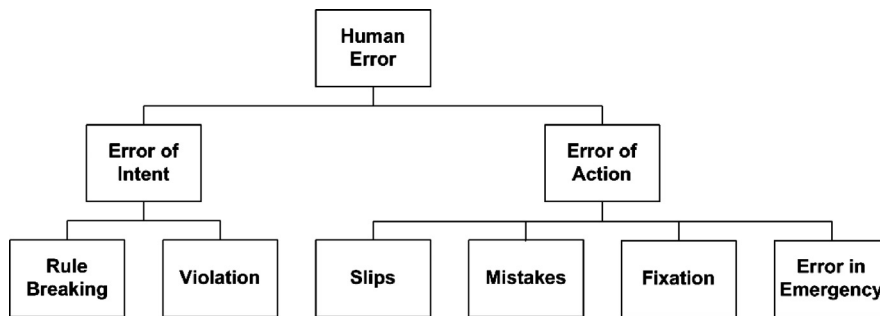 Human
Error
Error of
Intent
Error of
Action
Rule
Breaking
Violation
Slips
Mistakes
Fixation
Error in
Emergency